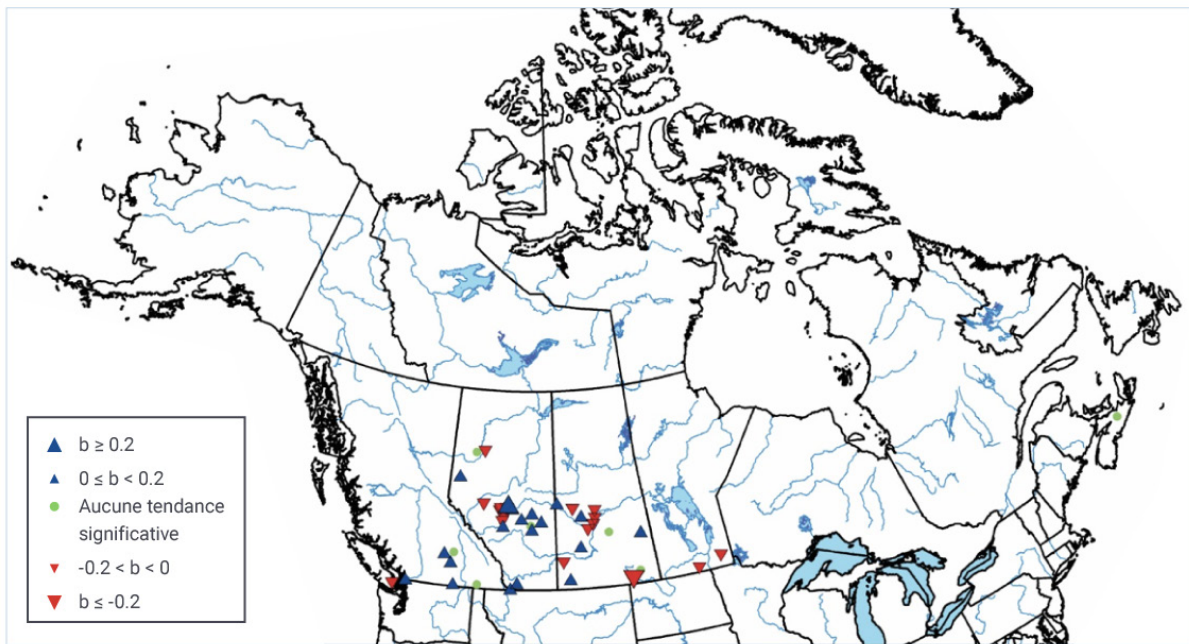 b ≥ 0.2
0 ≤ b < 0.2
Aucune tendance
significative
-0.2 < b < 0
b ≤ -0.2